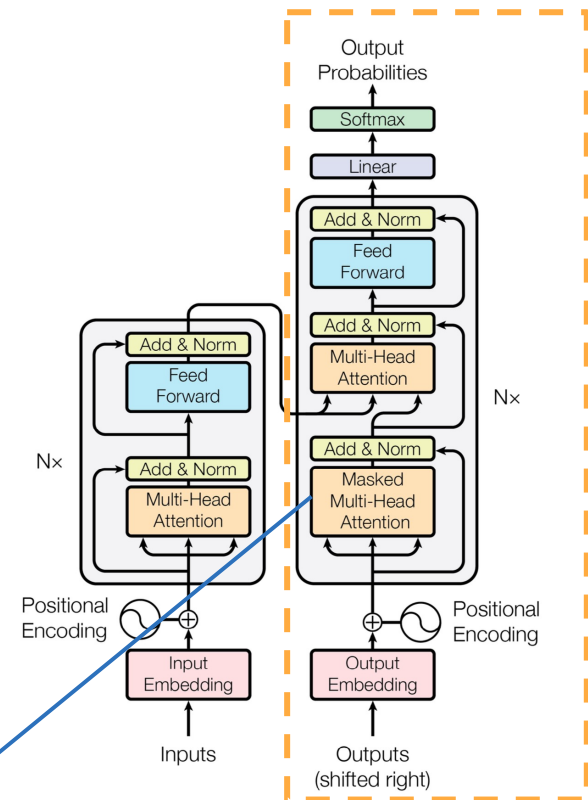 Output
Probabilities
Softmax
Linear
Add & Norm
Feed
Forward
Add & Norm
Multi-Head
Attention
Add & Norm
Masked
Multi-Head
Attention
N×
Positional
Encoding
Output
Embedding
Outputs
(shifted right)
Add & Norm
Feed
Forward
Add & Norm
Multi-Head
Attention
N×
Positional
Encoding
Input
Embedding
Inputs